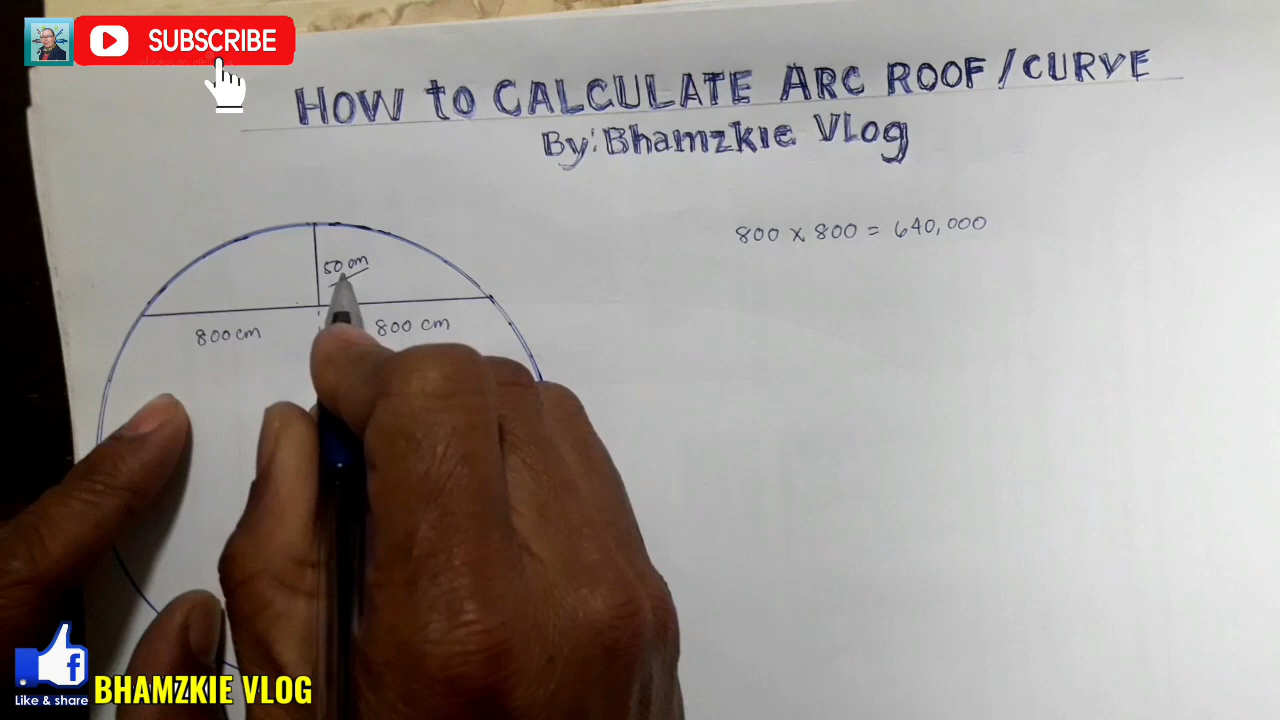 SUBSCRIBE
HOW to CALCULATE ARC ROOF / CURVE
By: Bhamzkie Vlog
800 x 800 = 640,000
50 cm
800 cm 800 cm
Like & share
BHAMZKIE VLOG